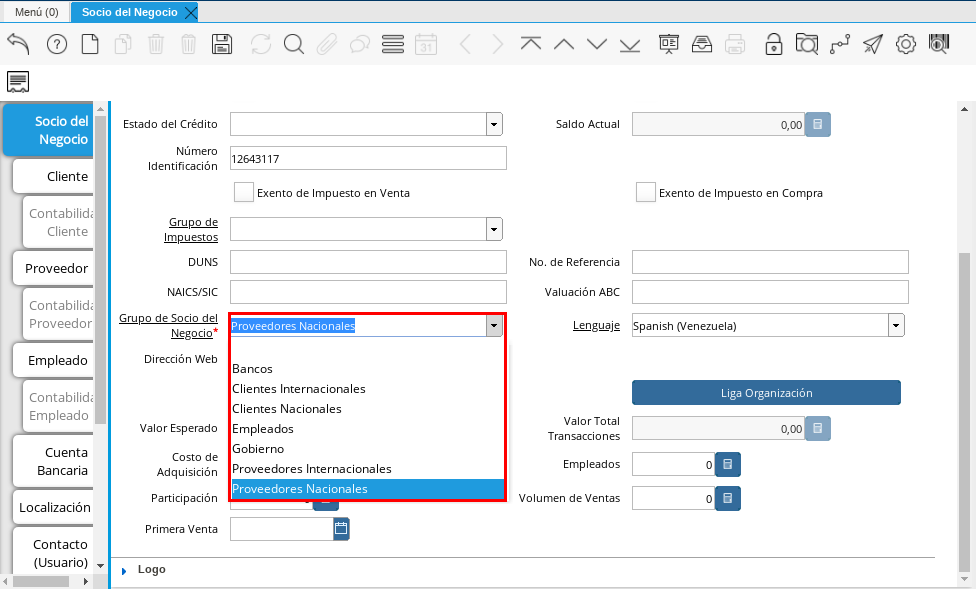 Menú (0)
Socio del Negocio
31
Socio del
Negocio
Cliente
Contabilida
Cliente
Proveedor
Contabilida
Proveedor
Empleado
Contabilida
Empleado
Cuenta
Bancaria
Localización
Contacto
(Usuario)
Estado del Crédito
Saldo Actual
0,00
Número
Identificación
12643117
Exento de Impuesto en Venta
Exento de Impuesto en Compra
Grupo de
Impuestos
DUNS
No. de Referencia
NAICS/SIC
Valuación ABC
Grupo de Socio del
Negocio*
Proveedores Nacionales
Lenguaje
Spanish (Venezuela)
Dirección Web
Bancos
Clientes Internacionales
Clientes Nacionales
Empleados
Gobierno
Proveedores Internacionales
Proveedores Nacionales
Liga Organización
Valor Esperado
Valor Total
Transacciones
0,00
Costo de
Adquisición
Empleados
0
Participación
Volumen de Ventas
0
Primera Venta
Logo